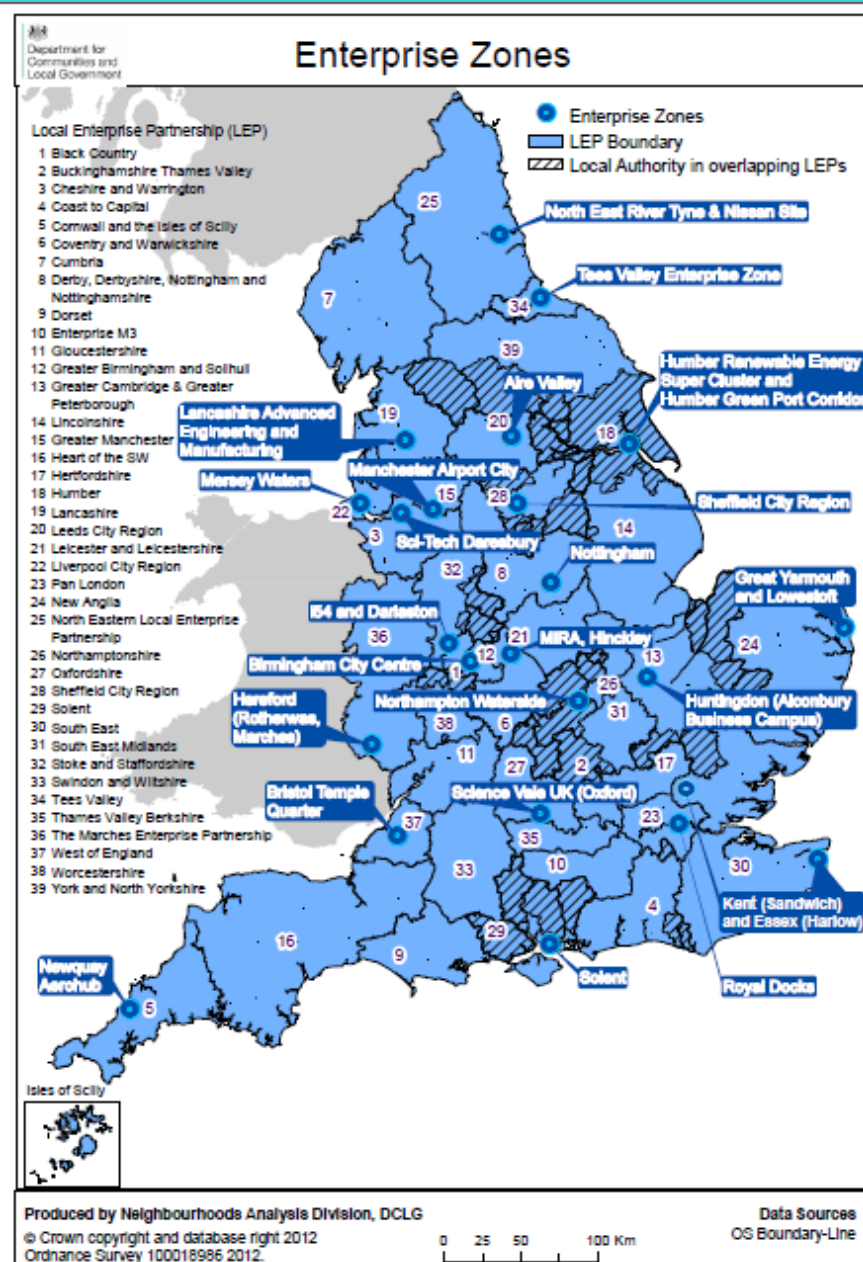 Department for
Communities and
Local Government
Enterprise Zones
Local Enterprise Partnership (LEP)
1 Black Country
2 Buckinghamshire Thames Valley
3 Cheshire and Warrington
4 Coast to Capital
5 Cornwall and the Isles of Scilly
6 Coventry and Warwickshire
7 Cumbria
8 Derby, Derbyshire, Nottingham and
Nottinghamshire
9 Dorset
10 Enterprise M3
11 Gloucestershire
12 Greater Birmingham and Solihull
13 Greater Cambridge & Greater
Peterborough
14 Lincolnshire
15 Greater Manchester
16 Heart of the SW
17 Hertfordshire
18 Humber
19 Lancashire
20 Leeds City Region
21 Leicester and Leicestershire
22 Liverpool City Region
23 Pan London
24 New Anglia
25 North Eastern Local Enterprise
Partnership
26 Northamptonshire
27 Oxfordshire
28 Sheffield City Region
29 Solent
30 South East
31 South East Midlands
32 Stoke and Staffordshire
33 Swindon and Wiltshire
34 Tees Valley
35 Thames Valley Berkshire
36 The Marches Enterprise Partnership
37 West of England
38 Worcestershire
39 York and North Yorkshire
Enterprise Zones
LEP Boundary
Local Authority in overlapping LEPs
25
North East River Tyne & Nissan Site
Tees Valley Enterprise Zone
7
34
39
Humber Renewable Energy
Super Cluster and
Humber Green Port Corridor
Aire Valley
19
20
18
Lancashire Advanced
Engineering and
Manufacturing
Manchester Airport City
Mersey Waters
15
28
Sheffield City Region
22
3
Sci-Tech Daresbury
14
32
8
Nottingham
Great Yarmouth
and Lowestoft
i54 and Darlaston
36
21
MIRA, Hinckley
24
12
13
Birmingham City Centre
1
26
Northampton Waterside
Huntingdon (Alconbury
Business Campus)
Hereford
(Rotherwas,
Marches)
38
6
31
11
27
2
17
Bristol Temple
Quarter
Science Vale UK (Oxford)
37
23
35
33
10
30
Kent (Sandwich)
and Essex (Harlow)
4
29
16
9
Solent
Royal Docks
Newquay
Aerohub
5
Isles of Scilly
Produced by Neighbourhoods Analysis Division, DCLG
© Crown copyright and database right 2012
Ordnance Survey 100018986 2012.
0 25 50 100 Km
Data Sources
OS Boundary-Line